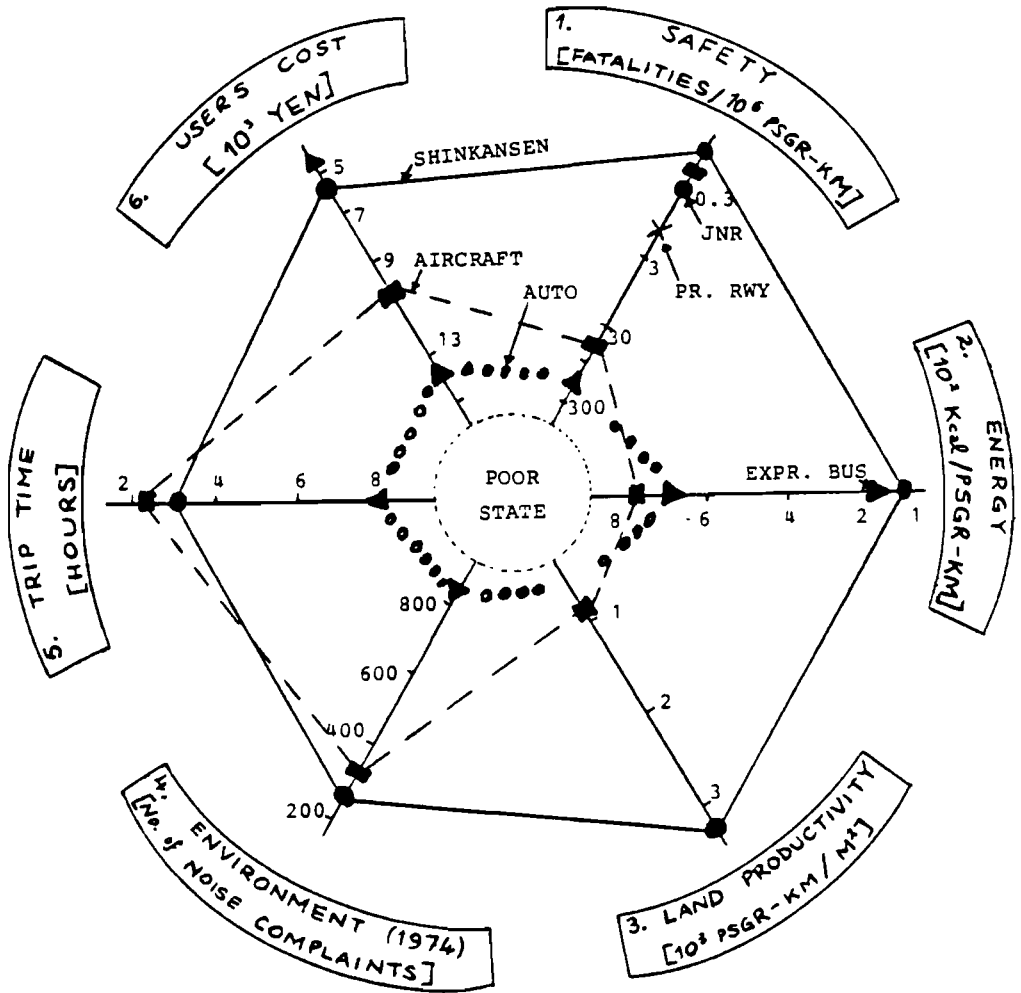 1.
SAFETY
[FATALITIES/10⁶ PSGR-KM]
6.
USERS COST
[10³ YEN]
5
SHINKANSEN
7
0.3
JNR
9
AIRCRAFT
3
PR. RWY
AUTO
13
30
300
2.
ENERGY
[10² Kcal/PSGR-KM]
5. TRIP TIME
[HOURS]
2
4
6
8
POOR
STATE
EXPR. BUS
8
6
4
2
1
800
1
600
2
400
3
200
4.
ENVIRONMENT (1974)
[No. of NOISE COMPLAINTS]
3. LAND PRODUCTIVITY
[10³ PSGR-KM/M²]